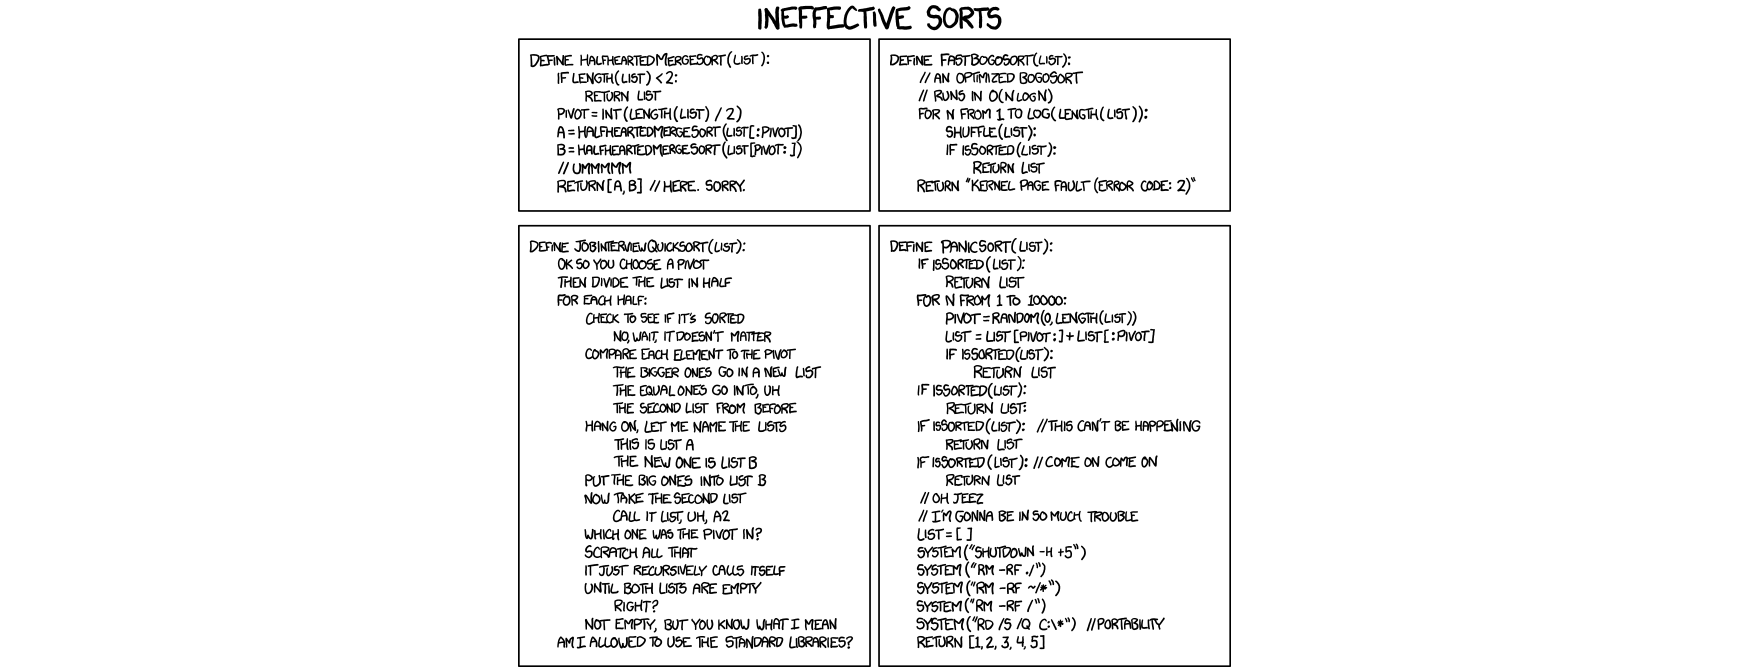 INEFFECTIVE SORTS
DEFINE HALFHEARTEDMERGESORT(LIST):
IF LENGTH(LIST) < 2:
RETURN LIST
PIVOT = INT(LENGTH(LIST) / 2)
A = HALFHEARTEDMERGESORT(LIST[:PIVOT])
B = HALFHEARTEDMERGESORT(LIST[PIVOT:])
// UMMMMM
RETURN [A, B] // HERE. SORRY.
DEFINE FASTBOGOSORT(LIST):
// AN OPTIMIZED BOGOSORT
// RUNS IN O(N LOG N)
FOR N FROM 1 TO LOG(LENGTH(LIST)):
SHUFFLE(LIST):
IF ISSORTED(LIST):
RETURN LIST
RETURN "KERNEL PAGE FAULT (ERROR CODE: 2)"
DEFINE JOBINTERVIEWQUICKSORT(LIST):
OK SO YOU CHOOSE A PIVOT
THEN DIVIDE THE LIST IN HALF
FOR EACH HALF:
CHECK TO SEE IF IT'S SORTED
NO, WAIT, IT DOESN'T MATTER
COMPARE EACH ELEMENT TO THE PIVOT
THE BIGGER ONES GO IN A NEW LIST
THE EQUAL ONES GO INTO, UH
THE SECOND LIST FROM BEFORE
HANG ON, LET ME NAME THE LISTS
THIS IS LIST A
THE NEW ONE IS LIST B
PUT THE BIG ONES INTO LIST B
NOW TAKE THE SECOND LIST
CALL IT LIST, UH, A2
WHICH ONE WAS THE PIVOT IN?
SCRATCH ALL THAT
IT JUST RECURSIVELY CALLS ITSELF
UNTIL BOTH LISTS ARE EMPTY
RIGHT?
NOT EMPTY, BUT YOU KNOW WHAT I MEAN
AM I ALLOWED TO USE THE STANDARD LIBRARIES?
DEFINE PANICSORT(LIST):
IF ISSORTED(LIST):
RETURN LIST
FOR N FROM 1 TO 10000:
PIVOT = RANDOM(0, LENGTH(LIST))
LIST = LIST[PIVOT:] + LIST[:PIVOT]
IF ISSORTED(LIST):
RETURN LIST
IF ISSORTED(LIST):
RETURN LIST:
IF ISSORTED(LIST): //THIS CAN'T BE HAPPENING
RETURN LIST
IF ISSORTED(LIST): // COME ON COME ON
RETURN LIST
// OH JEEZ
// I'M GONNA BE IN SO MUCH TROUBLE
LIST = [ ]
SYSTEM("SHUTDOWN -H +5")
SYSTEM("RM -RF ./")
SYSTEM("RM -RF ~/*")
SYSTEM("RM -RF /")
SYSTEM("RD /S /Q C:\*") //PORTABILITY
RETURN [1, 2, 3, 4, 5]